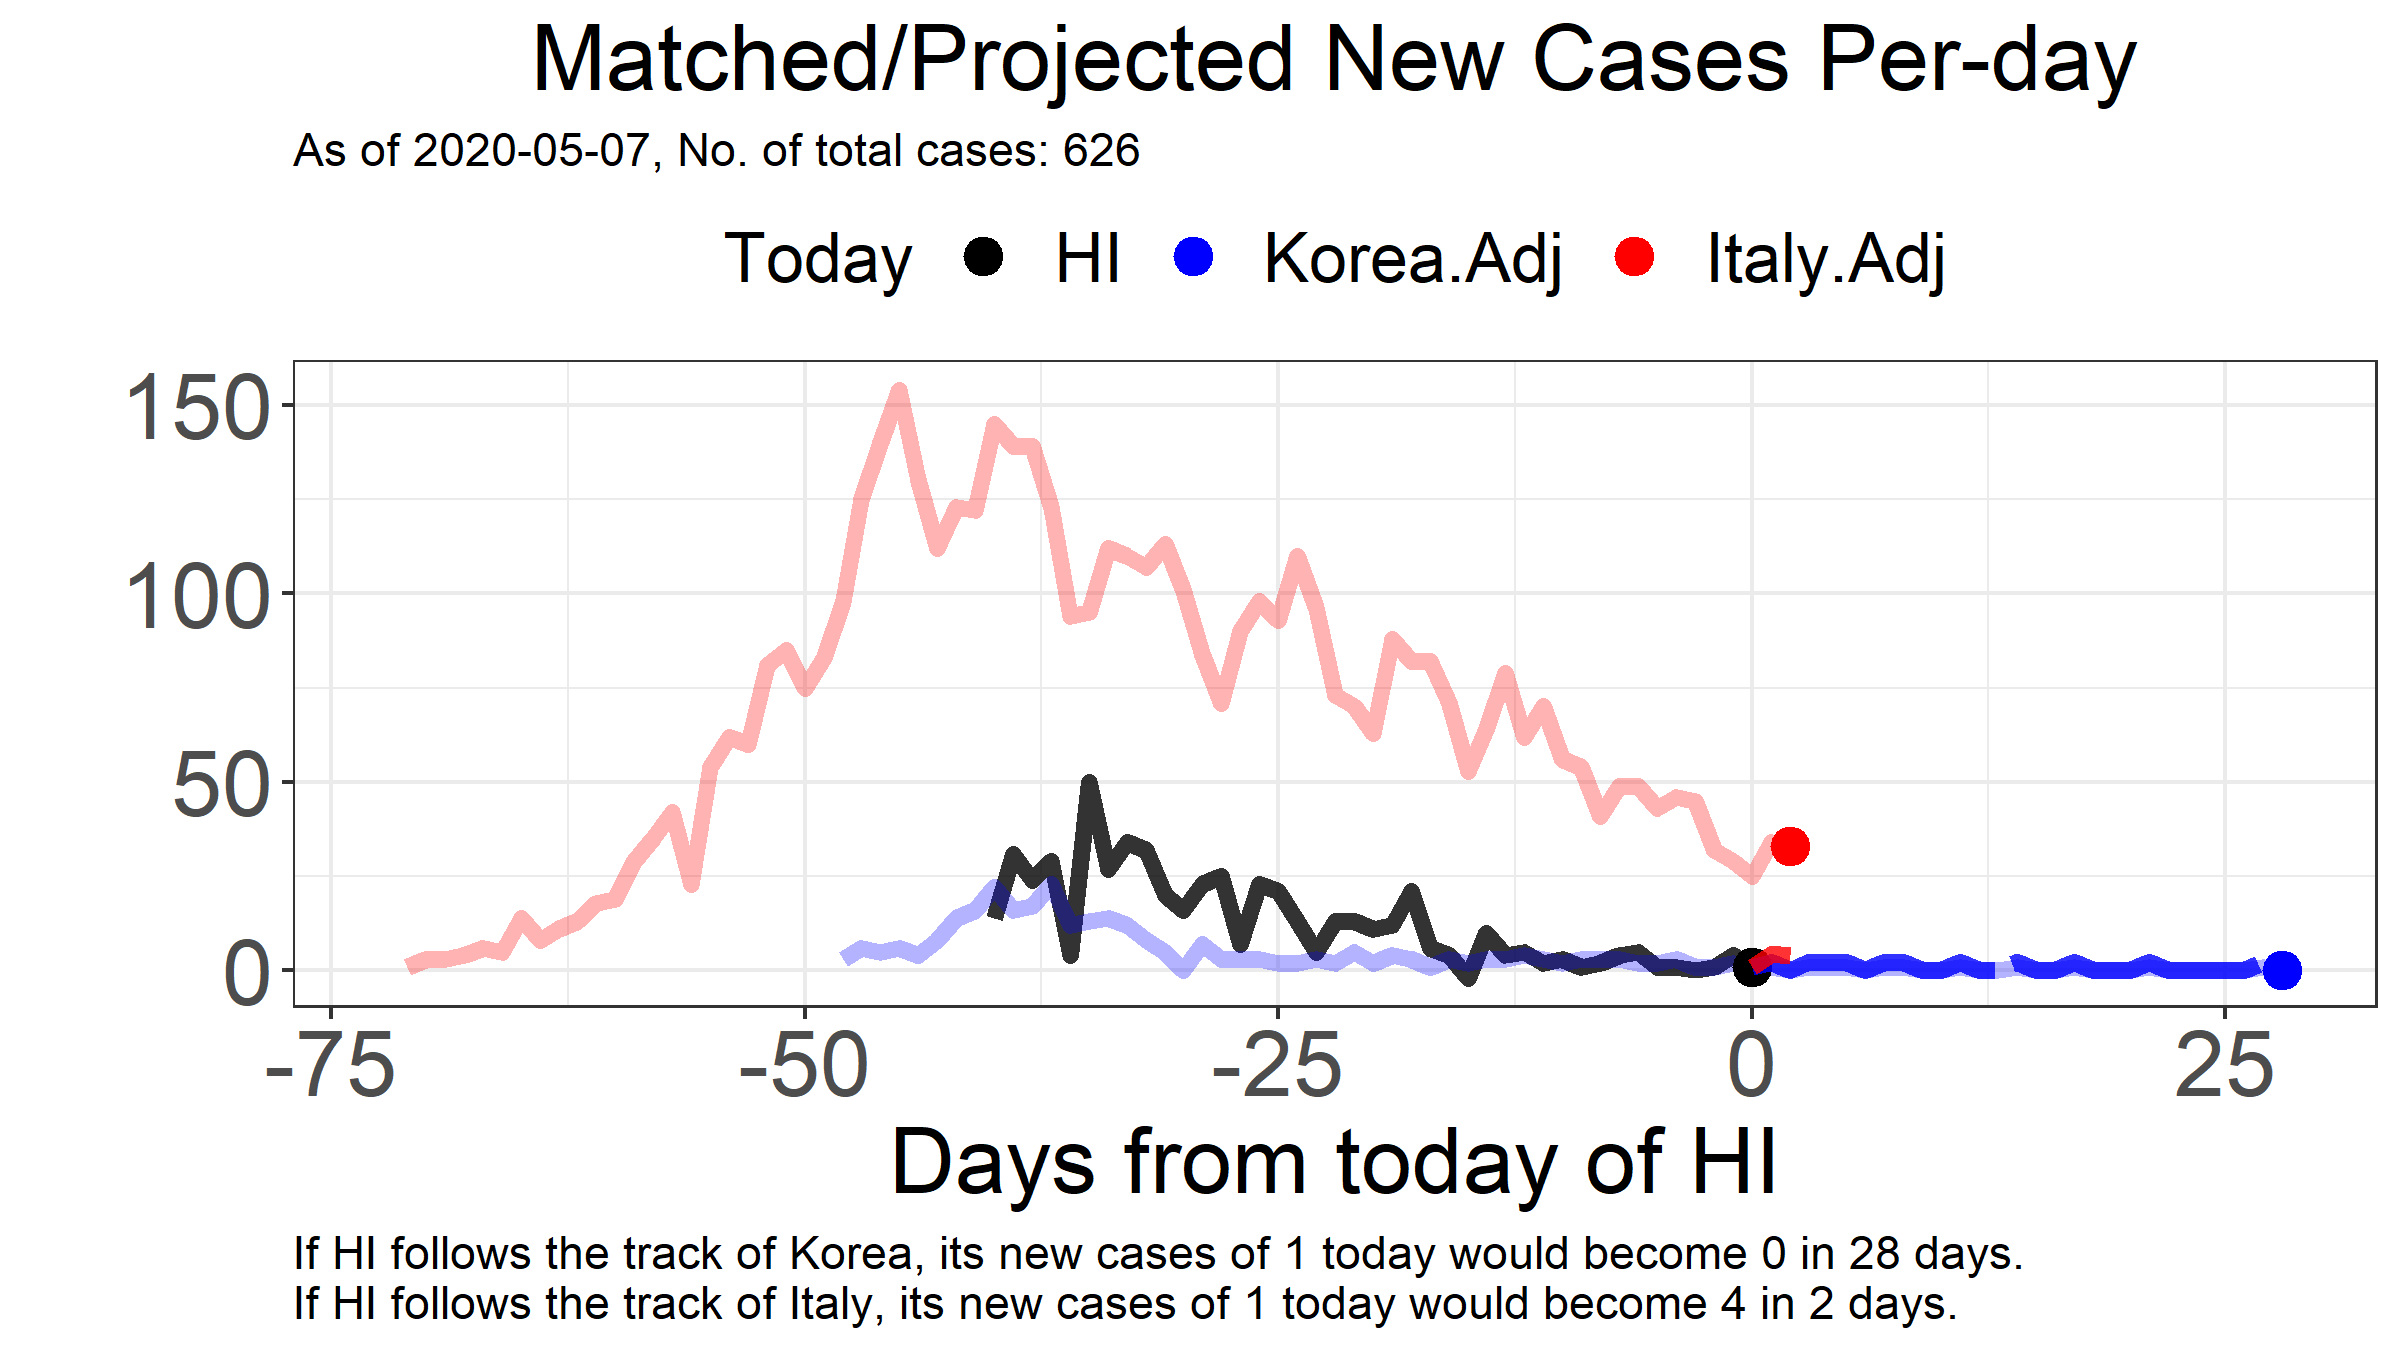 Matched/Projected New Cases Per-day
As of 2020-05-07, No. of total cases: 626
Today HI Korea.Adj Italy.Adj
150
100
50
0
-75 -50 -25 0 25
Days from today of HI
If HI follows the track of Korea, its new cases of 1 today would become 0 in 28 days.
If HI follows the track of Italy, its new cases of 1 today would become 4 in 2 days.